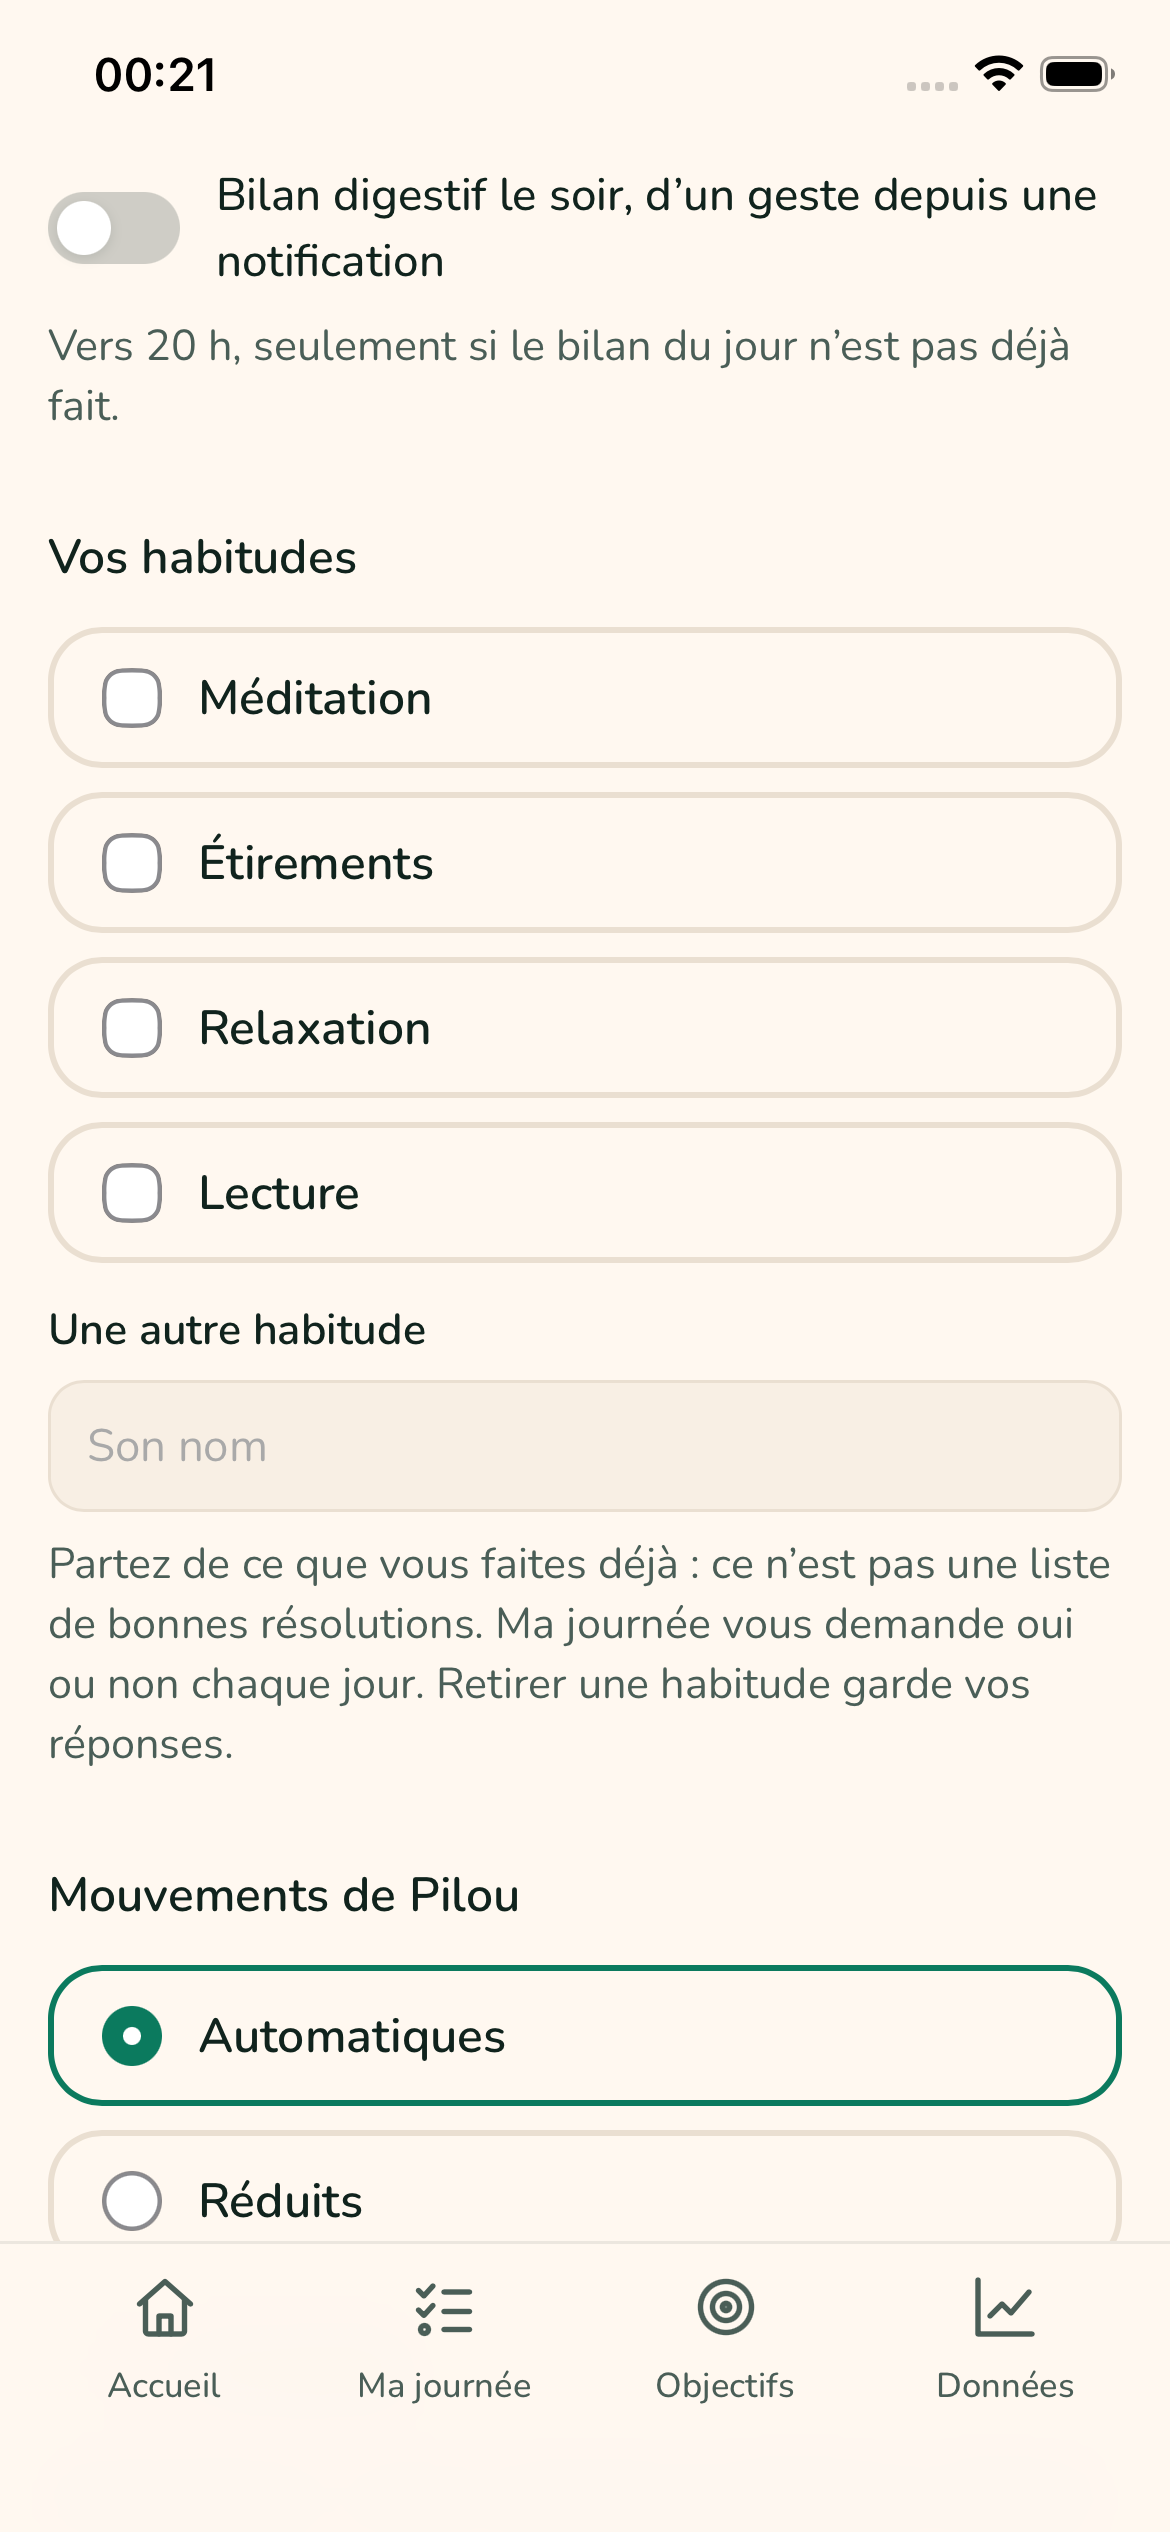 00:21
Bilan digestif le soir, d’un geste depuis une
notification
Vers 20 h, seulement si le bilan du jour n’est pas déjà
fait.
Vos habitudes
Méditation
Étirements
Relaxation
Lecture
Une autre habitude
Son nom
Partez de ce que vous faites déjà : ce n’est pas une liste
de bonnes résolutions. Ma journée vous demande oui
ou non chaque jour. Retirer une habitude garde vos
réponses.
Mouvements de Pilou
Automatiques
Réduits
Accueil
Ma journée
Objectifs
Données